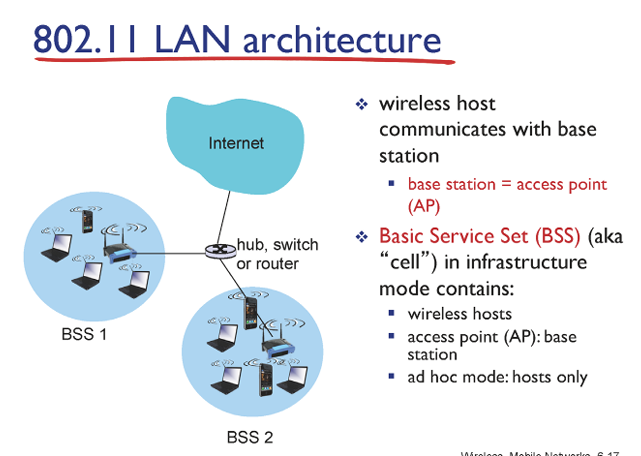 802.11 LAN architecture
Internet
hub, switch
or router
BSS 1
BSS 2
wireless host
communicates with base
station
base station = access point
(AP)
Basic Service Set (BSS) (aka
“cell”) in infrastructure
mode contains:
wireless hosts
access point (AP): base
station
ad hoc mode: hosts only
Wireless, Mobile Networks 6-17